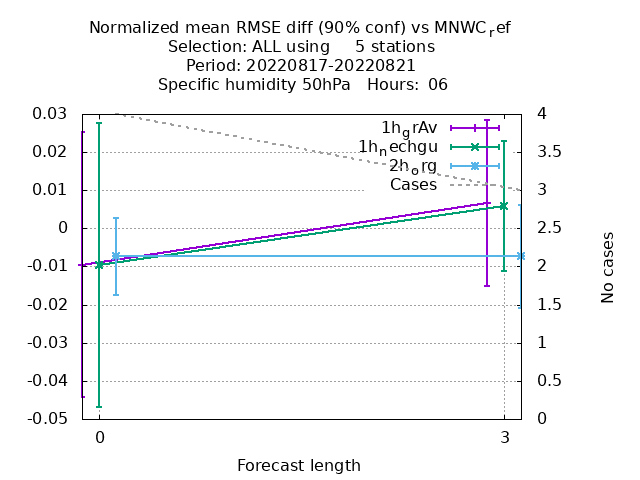 Normalized mean RMSE diff (90% conf) vs MNWC_ref
Selection: ALL using     5 stations
Period: 20220817-20220821
Specific humidity 50hPa   Hours: 06
1h_grAv
1h_nechgu
2h_org
Cases
0.03
0.02
0.01
0
-0.01
-0.02
-0.03
-0.04
-0.05
4
3.5
3
2.5
2
1.5
1
0.5
0
No cases
0
3
Forecast length